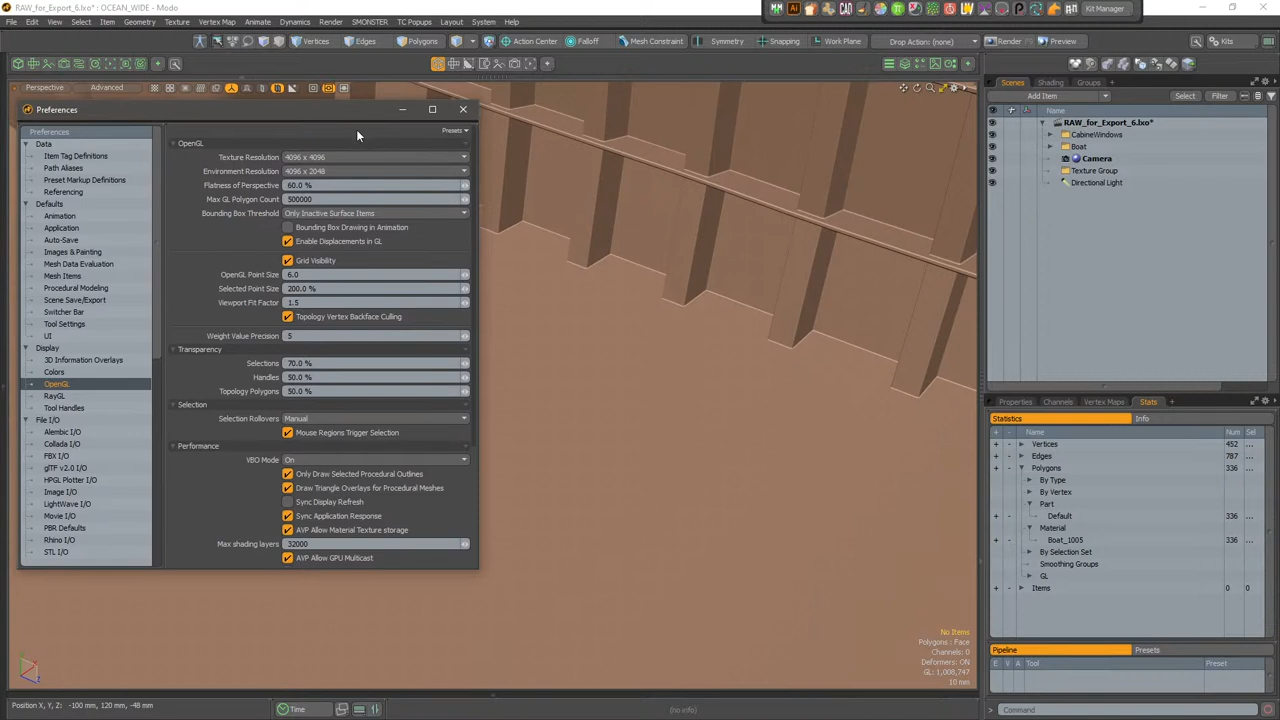 RAW_for_Export_6.lxo* : OCEAN_WIDE - Modo
Kit Manager
File Edit View Select Item Geometry Texture Vertex Map Animate Dynamics Render SMONSTER TC Popups Layout System Help
Vertices Edges Polygons Action Center Falloff Mesh Constraint Symmetry Snapping Work Plane Drop Action: (none) Render Preview Kits
Perspective Advanced
Scenes Shading Groups
Add Item Select Filter
Name
RAW_for_Export_6.lxo*
CabineWindows
Boat
Camera
Texture Group
Directional Light
Preferences
Preferences
Data
Item Tag Definitions
Path Aliases
Preset Markup Definitions
Referencing
Defaults
Animation
Application
Auto-Save
Images & Painting
Mesh Data Evaluation
Mesh Items
Procedural Modeling
Scene Save/Export
Switcher Bar
Tool Settings
UI
Display
3D Information Overlays
Colors
OpenGL
RayGL
Tool Handles
File I/O
Alembic I/O
Collada I/O
FBX I/O
glTF v2.0 I/O
HPGL Plotter I/O
Image I/O
LightWave I/O
Movie I/O
PBR Defaults
Rhino I/O
STL I/O
Presets
OpenGL
Texture Resolution 4096 x 4096
Environment Resolution 4096 x 2048
Flatness of Perspective 60.0 %
Max GL Polygon Count 500000
Bounding Box Threshold Only Inactive Surface Items
Bounding Box Drawing in Animation
Enable Displacements in GL
Grid Visibility
OpenGL Point Size 6.0
Selected Point Size 200.0 %
Viewport Fit Factor 1.5
Topology Vertex Backface Culling
Weight Value Precision 5
Transparency
Selections 70.0 %
Handles 50.0 %
Topology Polygons 50.0 %
Selection
Selection Rollovers Manual
Mouse Regions Trigger Selection
Performance
VBO Mode On
Only Draw Selected Procedural Outlines
Draw Triangle Overlays for Procedural Meshes
Sync Display Refresh
Sync Application Response
AVP Allow Material Texture storage
Max shading layers 32000
AVP Allow GPU Multicast
Properties Channels Vertex Maps Stats
Statistics Info
Name Num Sel
Vertices 452 ...
Edges 787 ...
Polygons 336 ...
By Type
By Vertex
Part
Default 336 ...
Material
Boat_1005 336 ...
By Selection Set
Smoothing Groups
GL
Items 0 0
Pipeline Presets
E V A Tool Preset
No Items
Polygons : Face
Channels: 0
Deformers: ON
GL: 1,008,747
10 mm
Position X, Y, Z: -100 mm, 120 mm, -48 mm
Time
(no info)
Command